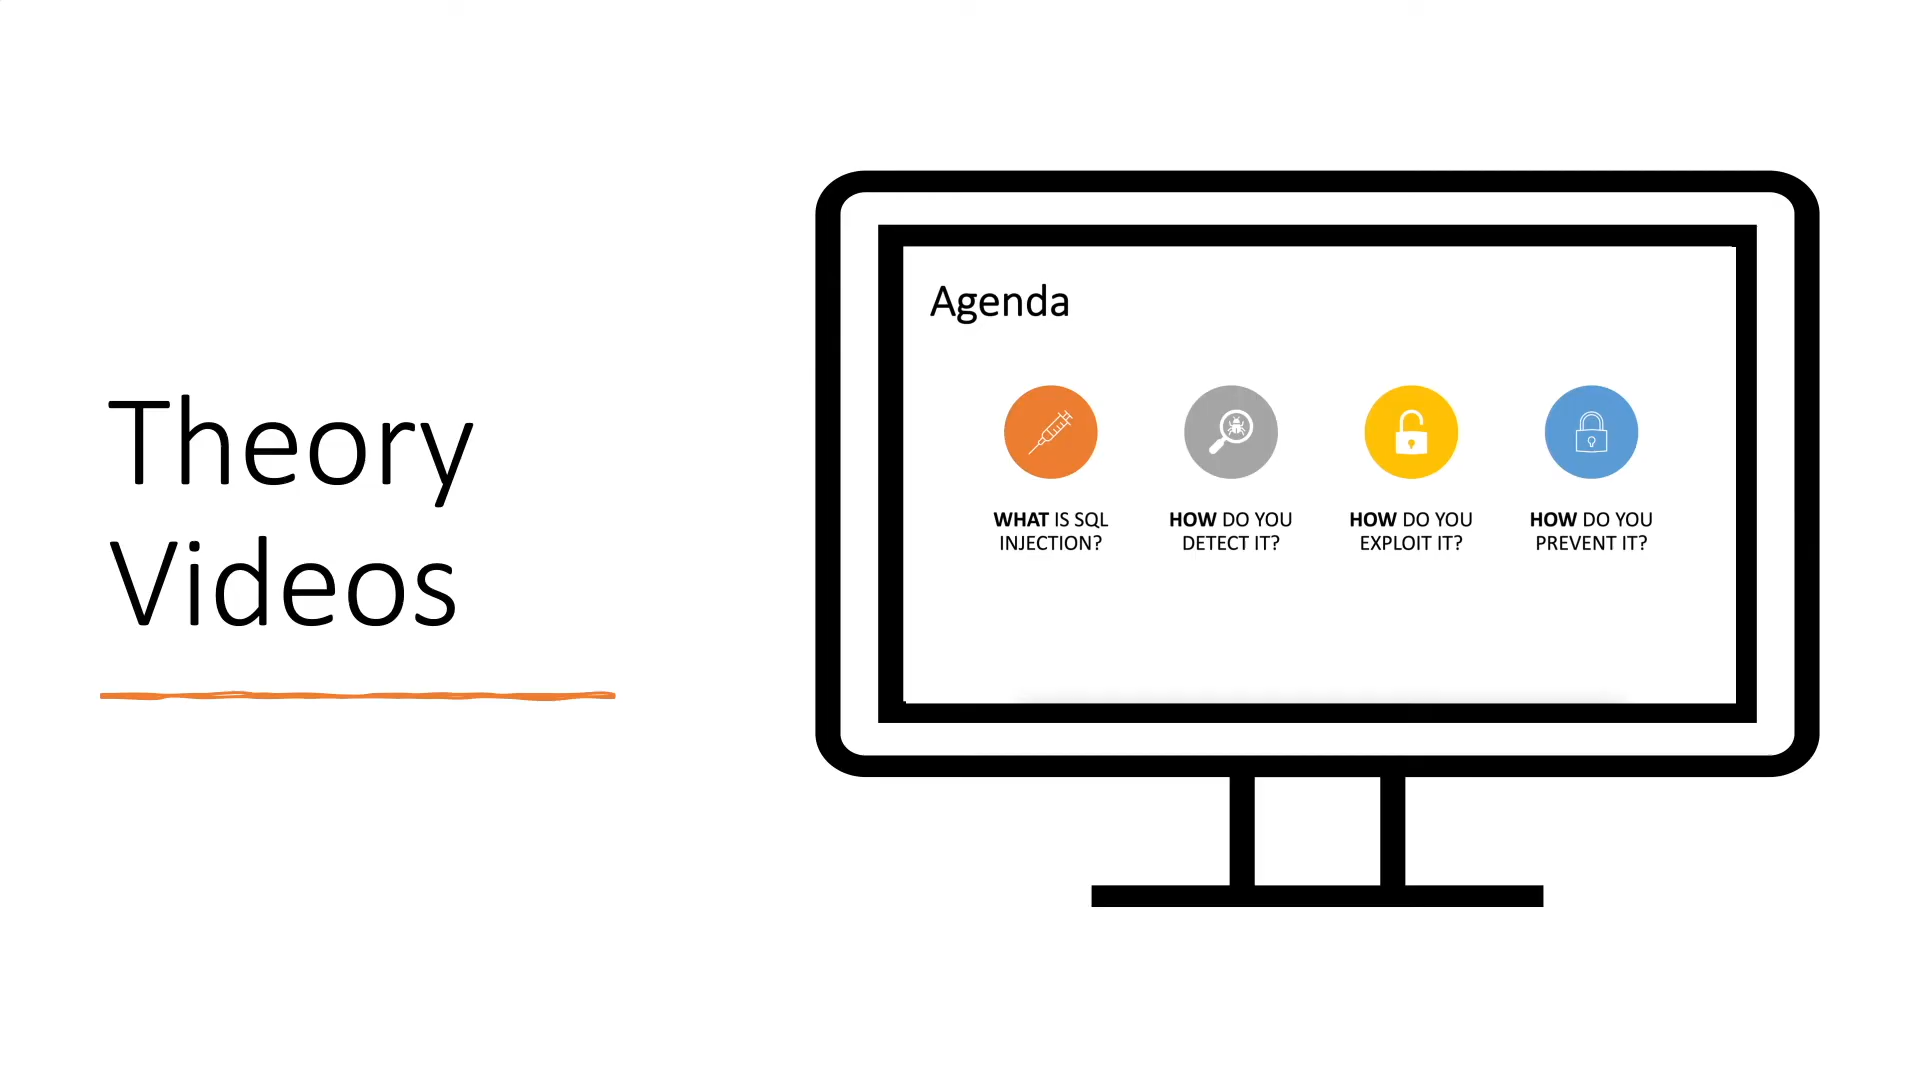 Theory
Videos
Agenda
WHAT IS SQL
INJECTION?
HOW DO YOU
DETECT IT?
HOW DO YOU
EXPLOIT IT?
HOW DO YOU
PREVENT IT?